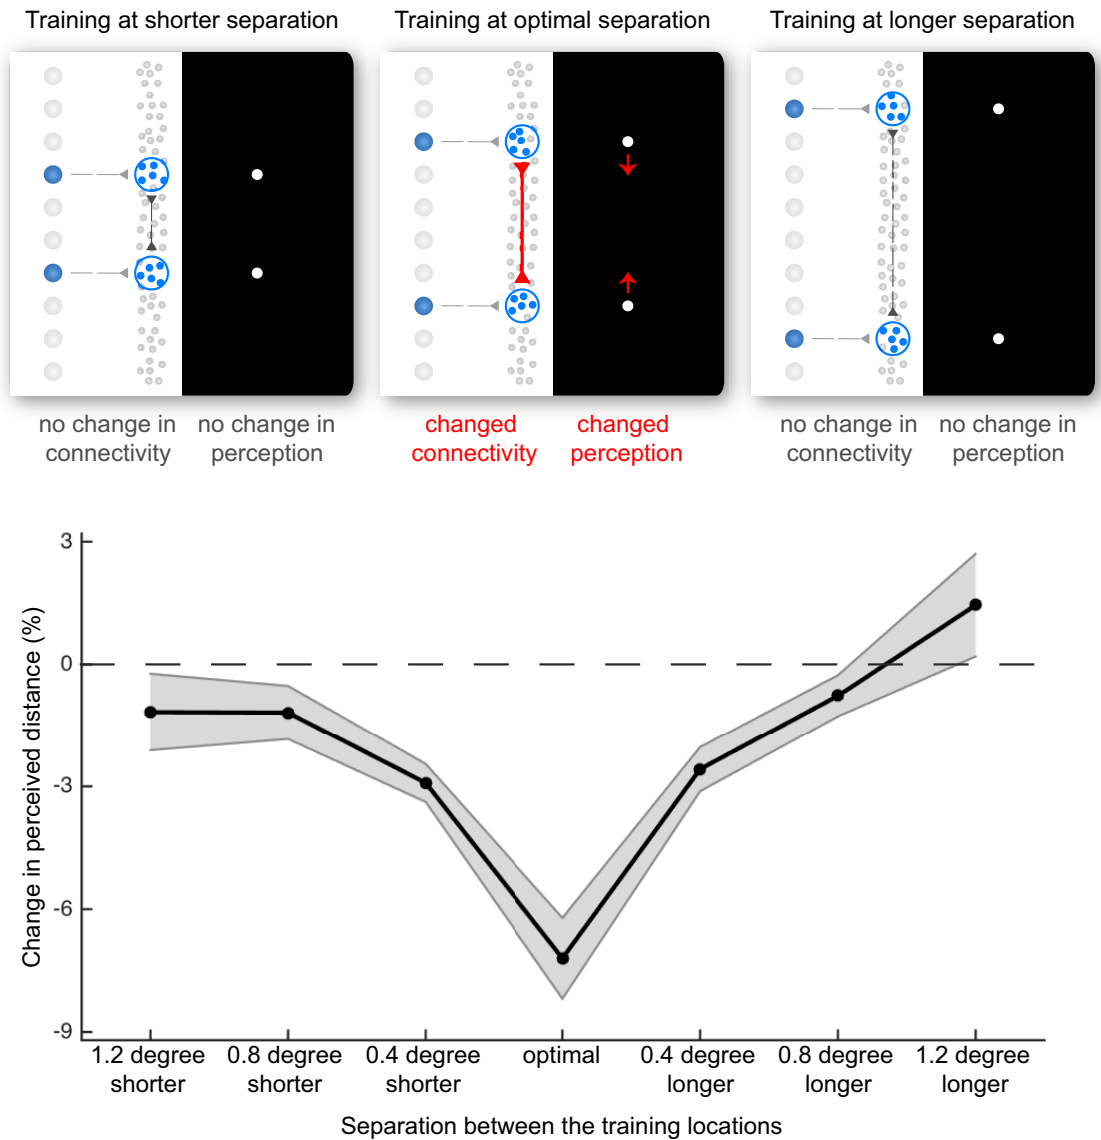 Training at shorter separation
Training at optimal separation
Training at longer separation
no change in connectivity
no change in perception
changed connectivity
changed perception
no change in connectivity
no change in perception
Change in perceived distance (%)
3
0
-3
-6
-9
1.2 degree shorter
0.8 degree shorter
0.4 degree shorter
optimal
0.4 degree longer
0.8 degree longer
1.2 degree longer
Separation between the training locations